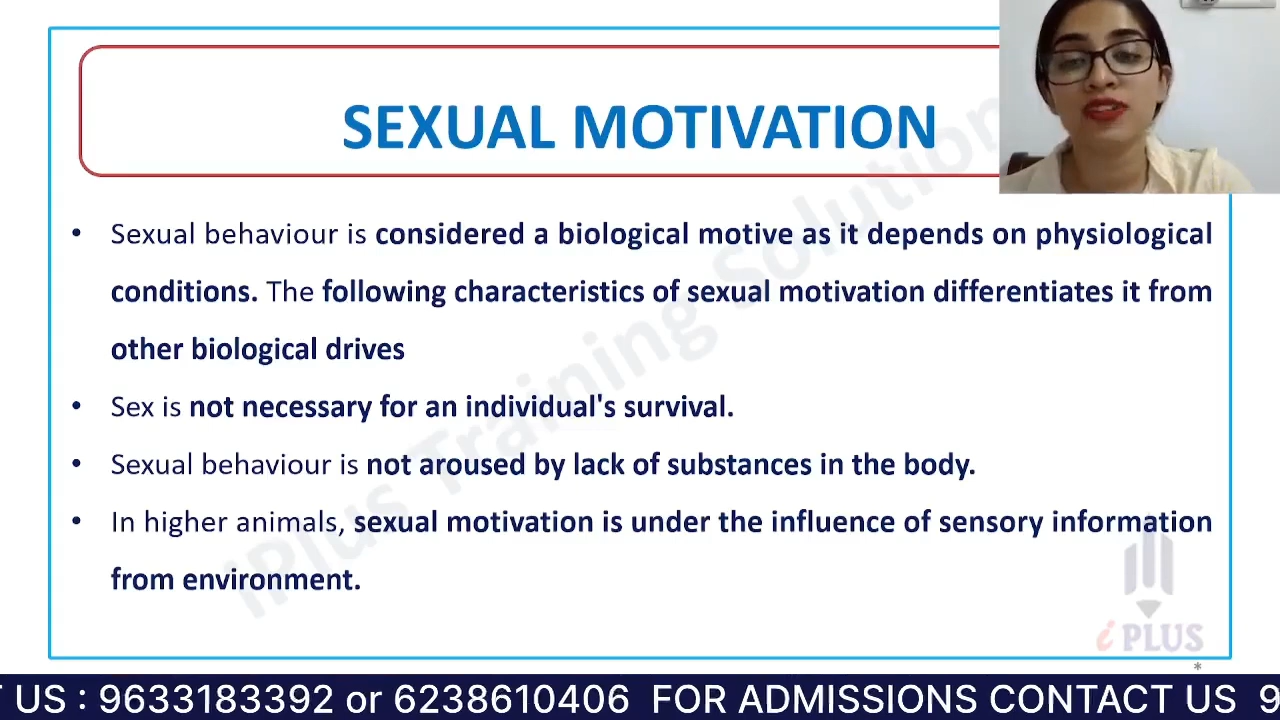 SEXUAL MOTIVATION
• Sexual behaviour is considered a biological motive as it depends on physiological
conditions. The following characteristics of sexual motivation differentiates it from
other biological drives
• Sex is not necessary for an individual's survival.
• Sexual behaviour is not aroused by lack of substances in the body.
• In higher animals, sexual motivation is under the influence of sensory information
from environment.
iPlus Training Solution
i PLUS
*
T US : 9633183392 or 6238610406 FOR ADMISSIONS CONTACT US 9